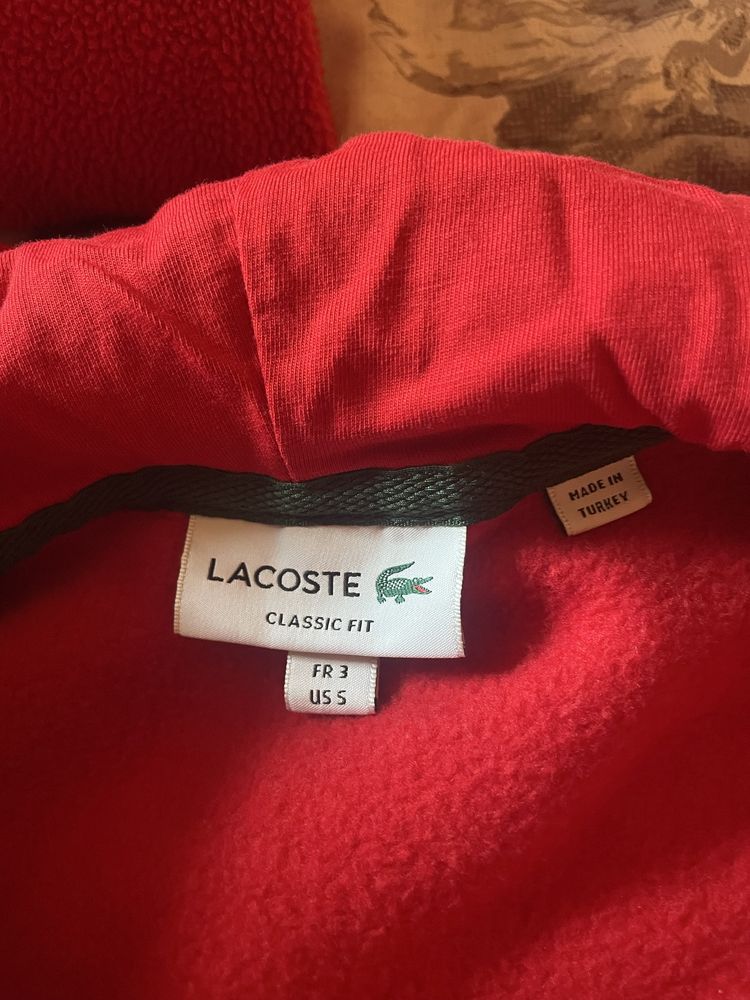 MADE IN
TURKEY
LACOSTE
CLASSIC FIT
FR 3
US S